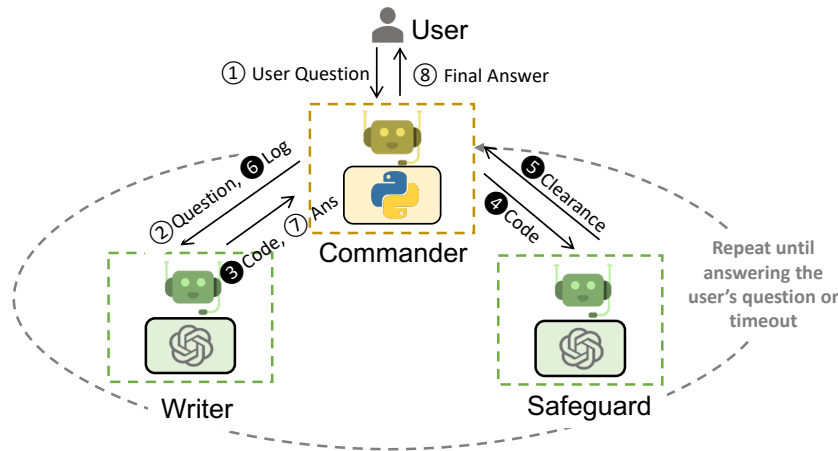 User
① User Question
⑧ Final Answer
② Question, ❻ Log
❸ Code, ⑦ Ans
Commander
❺ Clearance
❹ Code
Repeat until
answering the
user's question or
timeout
Writer
Safeguard